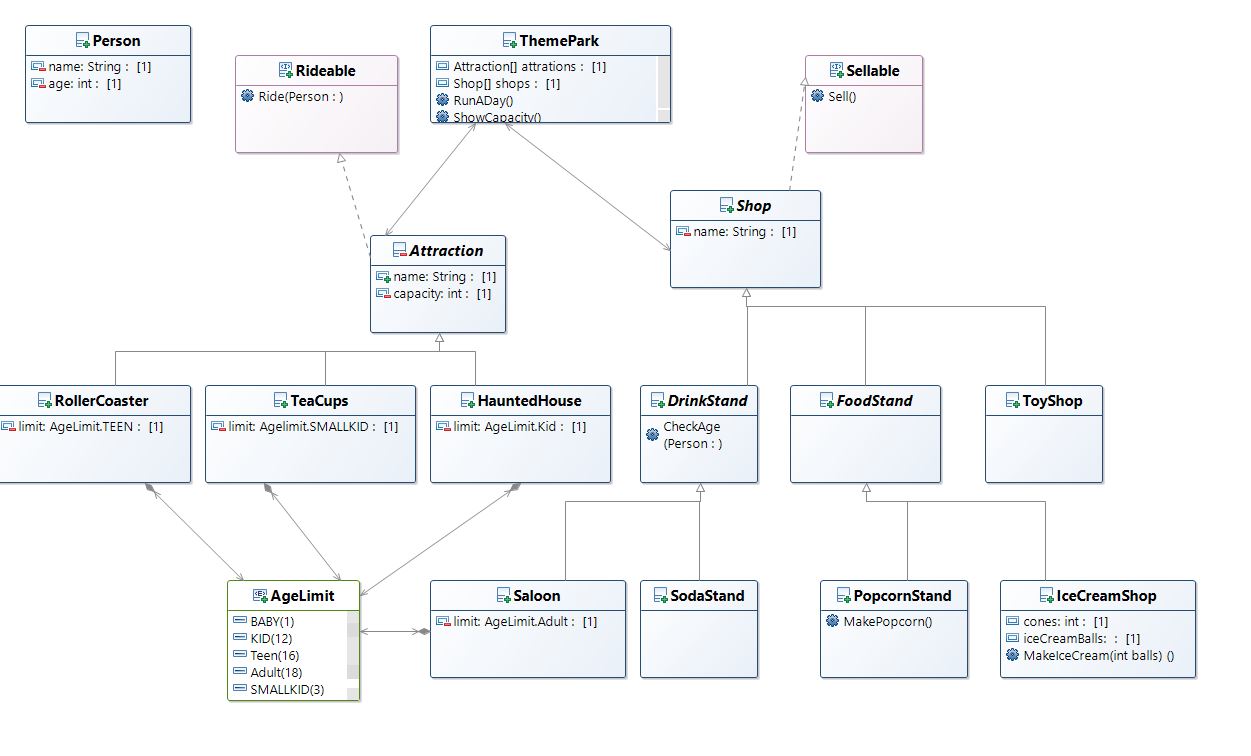 Person
name: String : [1]
age: int : [1]
Rideable
Ride(Person : )
ThemePark
Attraction[] attrations : [1]
Shop[] shops : [1]
RunADay()
ShowCapacity()
Sellable
Sell()
Attraction
name: String : [1]
capacity: int : [1]
Shop
name: String : [1]
RollerCoaster
limit: AgeLimit.TEEN : [1]
TeaCups
limit: Agelimit.SMALLKID : [1]
HauntedHouse
limit: AgeLimit.Kid : [1]
DrinkStand
CheckAge
(Person : )
FoodStand
ToyShop
AgeLimit
BABY(1)
KID(12)
Teen(16)
Adult(18)
SMALLKID(3)
Saloon
limit: AgeLimit.Adult : [1]
SodaStand
PopcornStand
MakePopcorn()
IceCreamShop
cones: int : [1]
iceCreamBalls: : [1]
MakeIceCream(int balls) ()